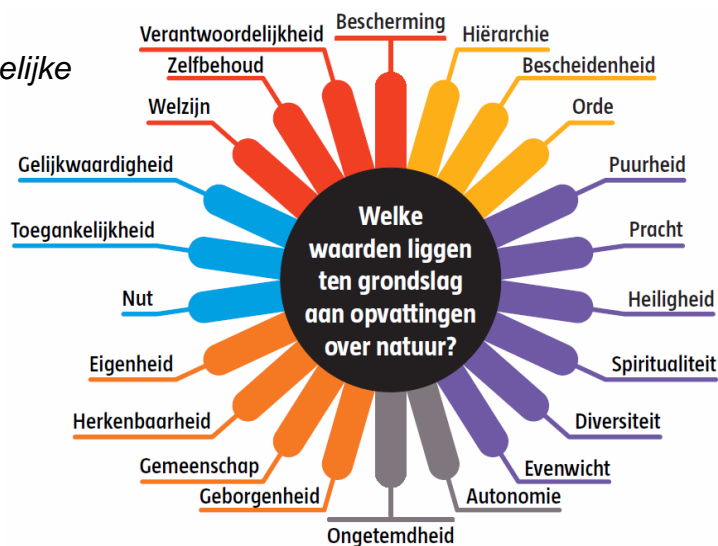 elijke
Bescherming
Hiërarchie
Bescheidenheid
Orde
Puurheid
Pracht
Heiligheid
Spiritualiteit
Diversiteit
Evenwicht
Autonomie
Ongetemdheid
Geborgenheid
Gemeenschap
Herkenbaarheid
Eigenheid
Nut
Toegankelijkheid
Gelijkwaardigheid
Welzijn
Zelfbehoud
Verantwoordelijkheid
Welke
waarden liggen
ten grondslag
aan opvattingen
over natuur?